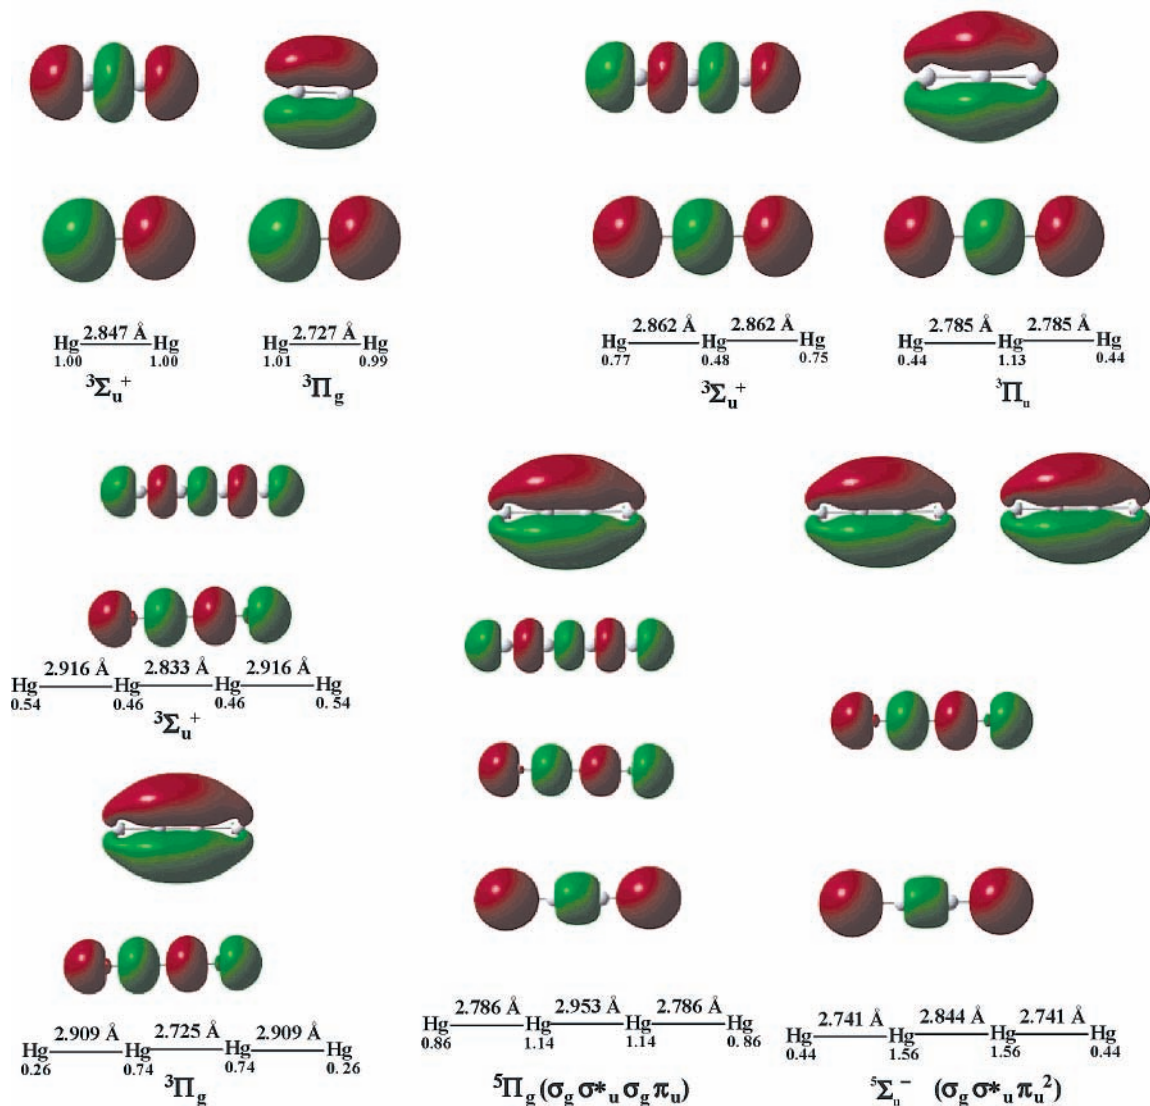 2.847 Å
Hg Hg
1.00 1.00
³Σᵤ⁺
2.727 Å
Hg Hg
1.01 0.99
³Π_g
2.862 Å 2.862 Å
Hg Hg Hg
0.77 0.48 0.75
³Σᵤ⁺
2.785 Å 2.785 Å
Hg Hg Hg
0.44 1.13 0.44
³Πᵤ
2.916 Å 2.833 Å 2.916 Å
Hg Hg Hg Hg
0.54 0.46 0.46 0.54
³Σᵤ⁺
2.909 Å 2.725 Å 2.909 Å
Hg Hg Hg Hg
0.26 0.74 0.74 0.26
³Π_g
2.786 Å 2.953 Å 2.786 Å
Hg Hg Hg Hg
0.86 1.14 1.14 0.86
⁵Π_g (σ_g σ*ᵤ σ_g πᵤ)
2.741 Å 2.844 Å 2.741 Å
Hg Hg Hg Hg
0.44 1.56 1.56 0.44
⁵Σᵤ⁻ (σ_g σ*ᵤ πᵤ²)